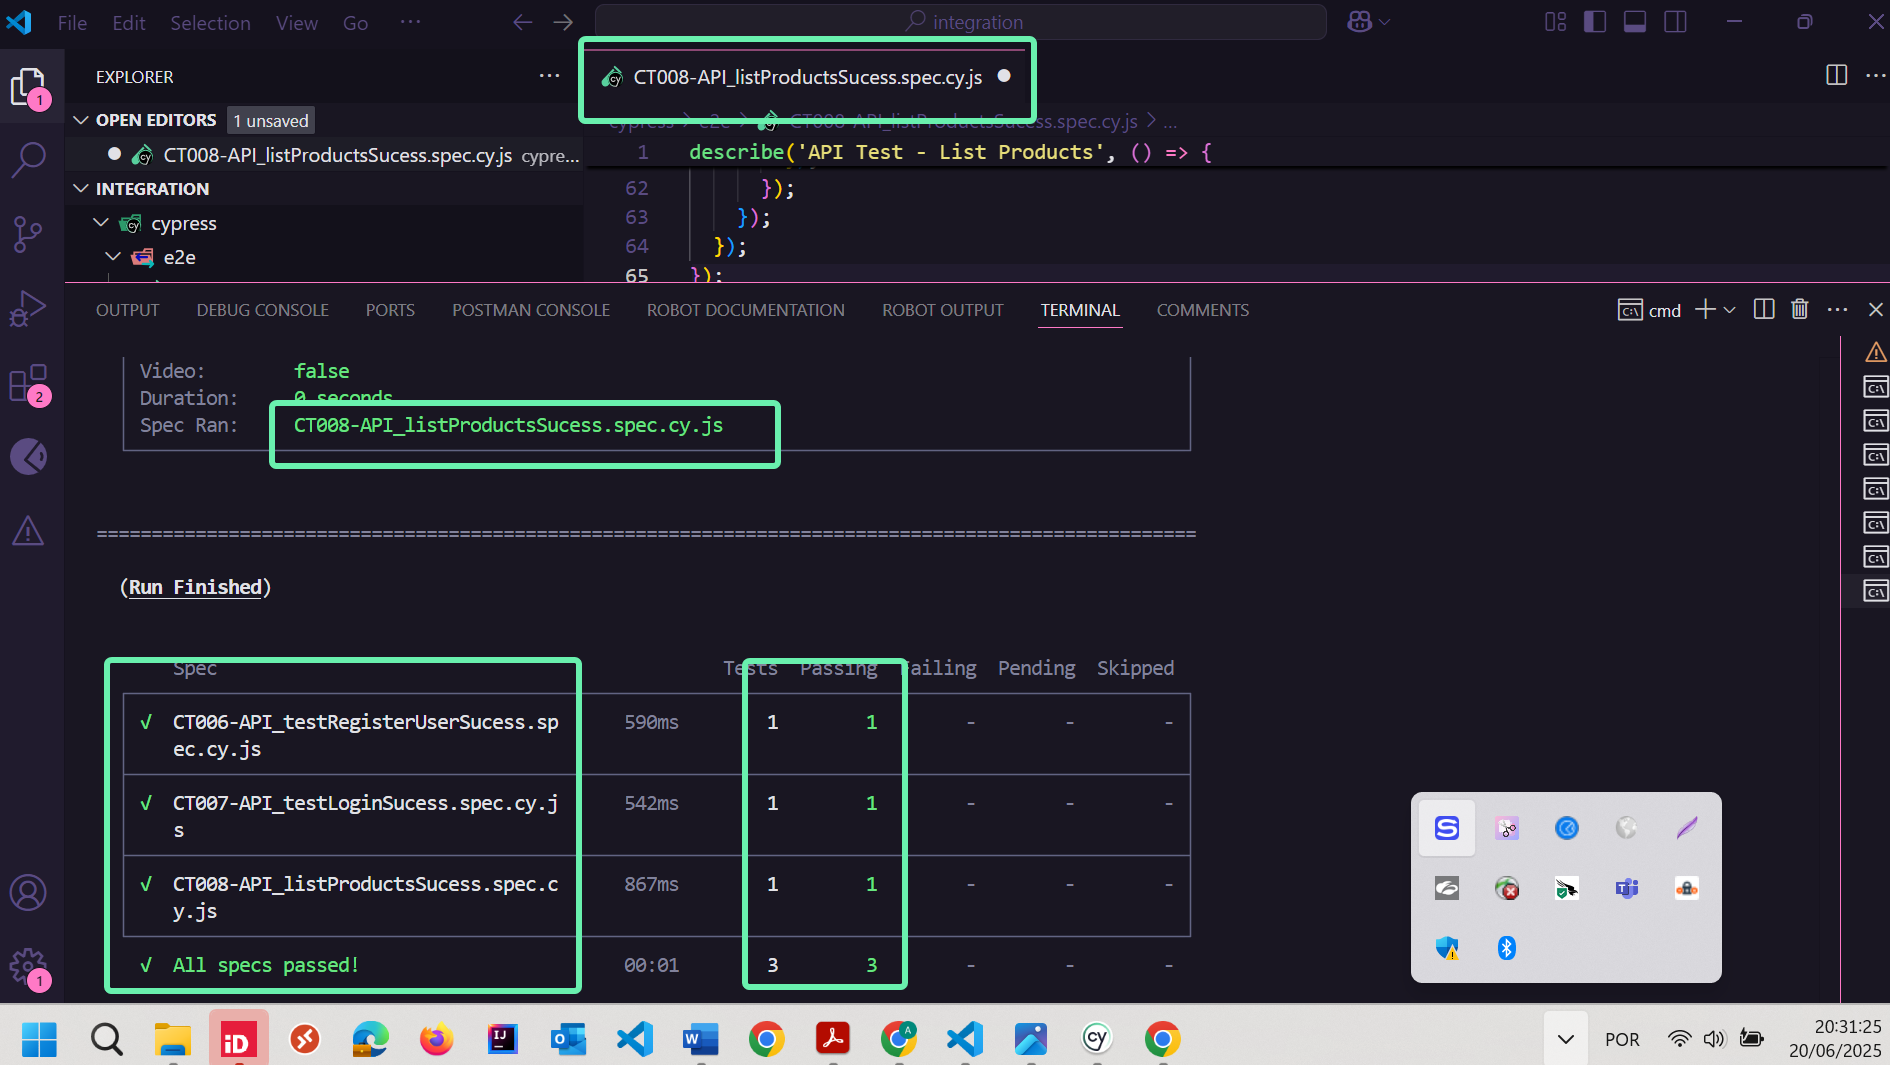 File Edit Selection View Go ··· integration
EXPLORER ···
CT008-API_listProductsSucess.spec.cy.js
1
OPEN EDITORS 1 unsaved
cypress > e2e > CT008-API_listProductsSucess.spec.cy.js > ...
CT008-API_listProductsSucess.spec.cy.js cypre...
1 describe('API Test - List Products', () => {
INTEGRATION
62 });
cypress
63 });
64 });
e2e
65 });
OUTPUT DEBUG CONSOLE PORTS POSTMAN CONSOLE ROBOT DOCUMENTATION ROBOT OUTPUT TERMINAL COMMENTS cmd
Video: false
2
Duration: 0 seconds
Spec Ran: CT008-API_listProductsSucess.spec.cy.js
====================================================================================================
(Run Finished)
Spec Tests Passing Failing Pending Skipped
√ CT006-API_testRegisterUserSucess.sp 590ms 1 1 - - -
ec.cy.js
√ CT007-API_testLoginSucess.spec.cy.j 542ms 1 1 - - -
s
√ CT008-API_listProductsSucess.spec.c 867ms 1 1 - - -
y.js
√ All specs passed! 00:01 3 3 - - -
1
POR
20:31:25
20/06/2025